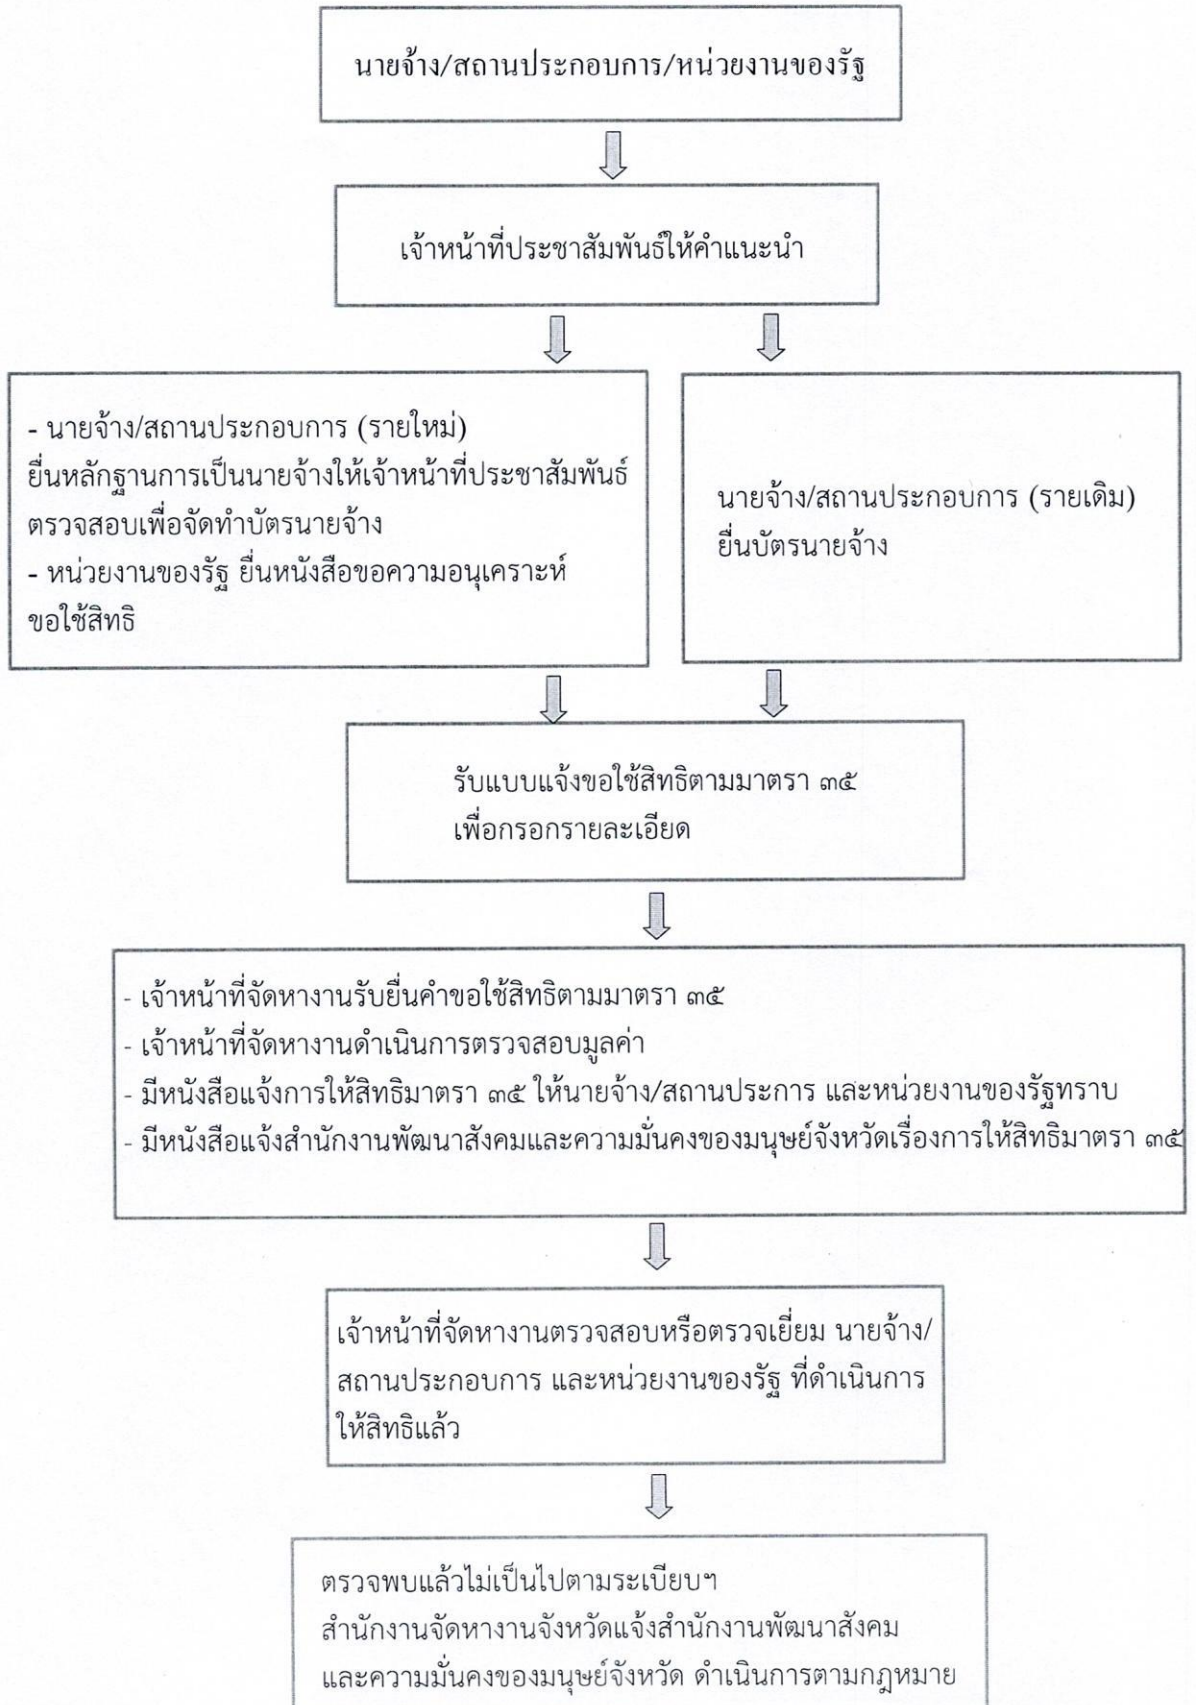 นายจ้าง/สถานประกอบการ/หน่วยงานของรัฐ
เจ้าหน้าที่ประชาสัมพันธ์ให้คำแนะนำ
- นายจ้าง/สถานประกอบการ (รายใหม่)
ยื่นหลักฐานการเป็นนายจ้างให้เจ้าหน้าที่ประชาสัมพันธ์
ตรวจสอบเพื่อจัดทำบัตรนายจ้าง
- หน่วยงานของรัฐ ยื่นหนังสือขอความอนุเคราะห์
ขอใช้สิทธิ
นายจ้าง/สถานประกอบการ (รายเดิม)
ยื่นบัตรนายจ้าง
รับแบบแจ้งขอใช้สิทธิตามมาตรา ๓๕
เพื่อกรอกรายละเอียด
- เจ้าหน้าที่จัดหางานรับยื่นคำขอใช้สิทธิตามมาตรา ๓๕
- เจ้าหน้าที่จัดหางานดำเนินการตรวจสอบมูลค่า
- มีหนังสือแจ้งการให้สิทธิมาตรา ๓๕ ให้นายจ้าง/สถานประการ และหน่วยงานของรัฐทราบ
- มีหนังสือแจ้งสำนักงานพัฒนาสังคมและความมั่นคงของมนุษย์จังหวัดเรื่องการให้สิทธิมาตรา ๓๕
เจ้าหน้าที่จัดหางานตรวจสอบหรือตรวจเยี่ยม นายจ้าง/
สถานประกอบการ และหน่วยงานของรัฐ ที่ดำเนินการ
ให้สิทธิแล้ว
ตรวจพบแล้วไม่เป็นไปตามระเบียบฯ
สำนักงานจัดหางานจังหวัดแจ้งสำนักงานพัฒนาสังคม
และความมั่นคงของมนุษย์จังหวัด ดำเนินการตามกฎหมาย